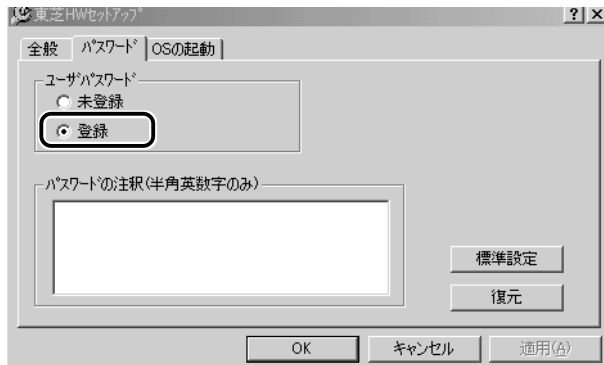 東芝HWセットアップ
全般 パスワード OSの起動
ユーザパスワード
未登録
登録
パスワードの注釈(半角英数字のみ)
標準設定
復元
OK キャンセル 適用(A)